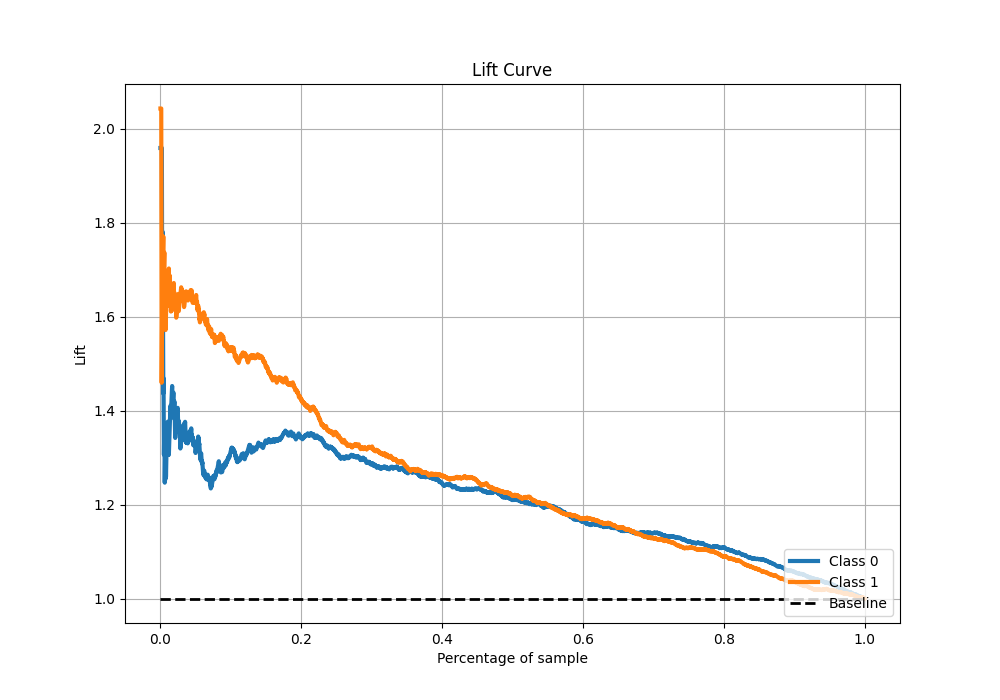 Lift Curve
2.0
1.8
1.6
1.4
1.2
1.0
Lift
0.0 0.2 0.4 0.6 0.8 1.0
Percentage of sample
Class 0
Class 1
Baseline